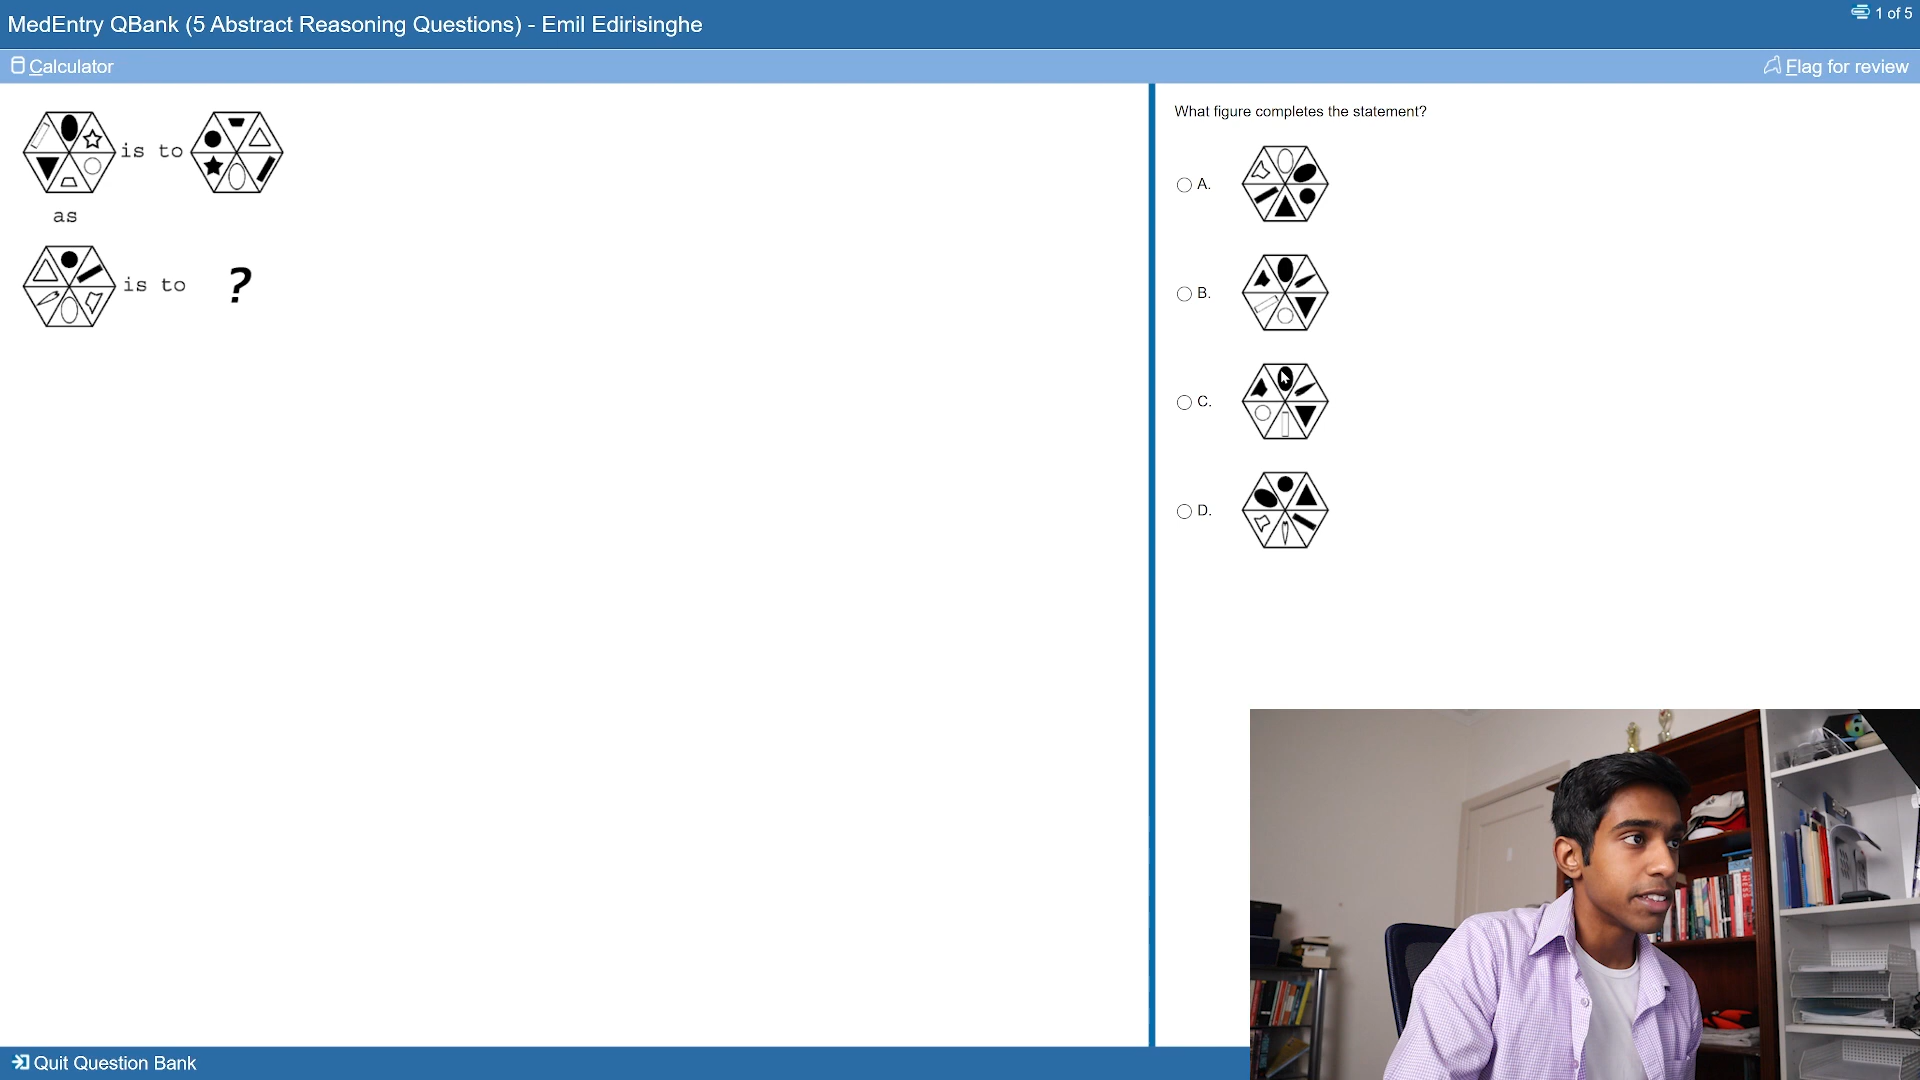 MedEntry QBank (5 Abstract Reasoning Questions) - Emil Edirisinghe
1 of 5
Calculator
Flag for review
is to
as
is to ?
What figure completes the statement?
A.
B.
C.
D.
Quit Question Bank